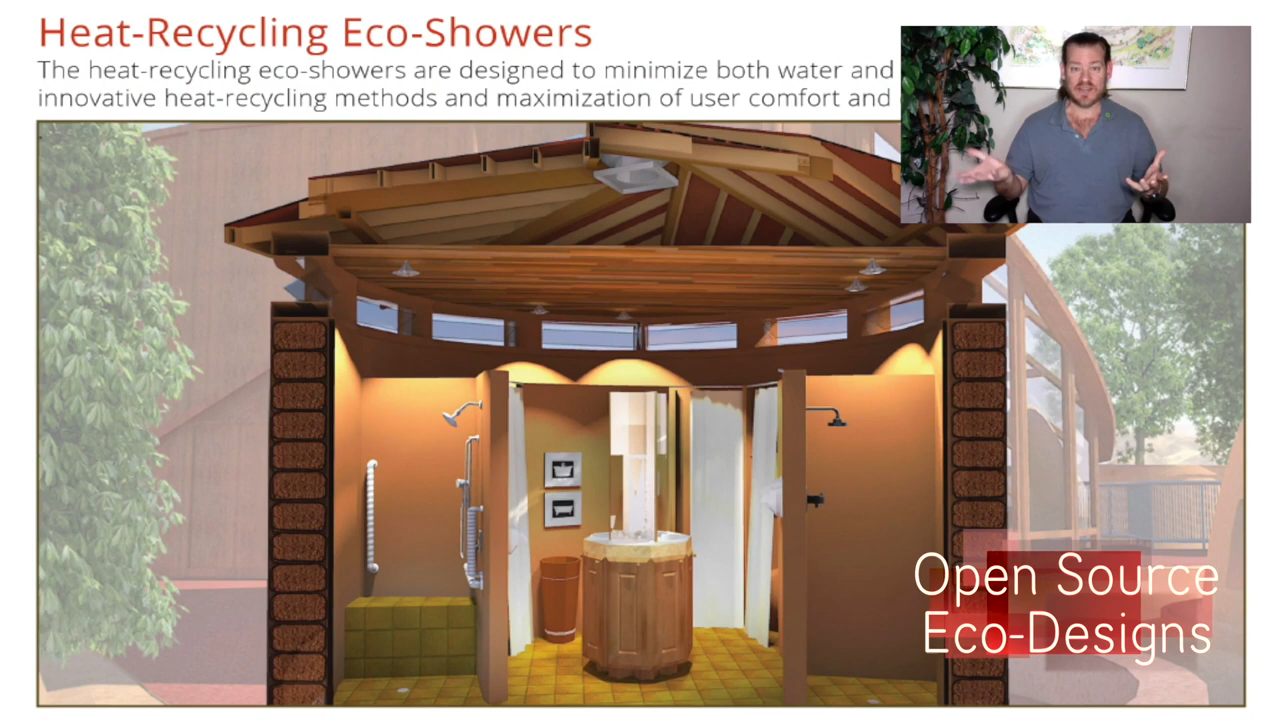 Heat-Recycling Eco-Showers
The heat-recycling eco-showers are designed to minimize both water and
innovative heat-recycling methods and maximization of user comfort and
Open Source
Eco-Designs